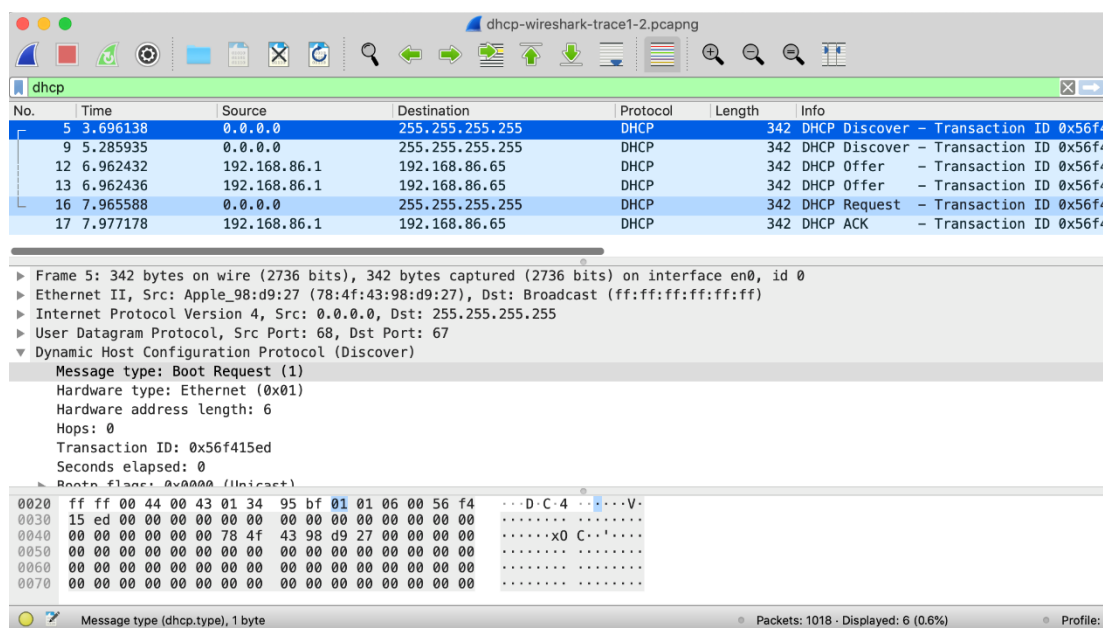 dhcp-wireshark-trace1-2.pcapng
dhcp
No. Time Source Destination Protocol Length Info
5 3.696138 0.0.0.0 255.255.255.255 DHCP 342 DHCP Discover – Transaction ID 0x56f4
9 5.285935 0.0.0.0 255.255.255.255 DHCP 342 DHCP Discover – Transaction ID 0x56f4
12 6.962432 192.168.86.1 192.168.86.65 DHCP 342 DHCP Offer – Transaction ID 0x56f4
13 6.962436 192.168.86.1 192.168.86.65 DHCP 342 DHCP Offer – Transaction ID 0x56f4
16 7.965588 0.0.0.0 255.255.255.255 DHCP 342 DHCP Request – Transaction ID 0x56f4
17 7.977178 192.168.86.1 192.168.86.65 DHCP 342 DHCP ACK – Transaction ID 0x56f4
Frame 5: 342 bytes on wire (2736 bits), 342 bytes captured (2736 bits) on interface en0, id 0
Ethernet II, Src: Apple_98:d9:27 (78:4f:43:98:d9:27), Dst: Broadcast (ff:ff:ff:ff:ff:ff)
Internet Protocol Version 4, Src: 0.0.0.0, Dst: 255.255.255.255
User Datagram Protocol, Src Port: 68, Dst Port: 67
Dynamic Host Configuration Protocol (Discover)
Message type: Boot Request (1)
Hardware type: Ethernet (0x01)
Hardware address length: 6
Hops: 0
Transaction ID: 0x56f415ed
Seconds elapsed: 0
Bootp flags: 0x0000 (Unicast)
0020 ff ff 00 44 00 43 01 34 95 bf 01 01 06 00 56 f4 ···D·C·4 ······V·
0030 15 ed 00 00 00 00 00 00 00 00 00 00 00 00 00 00 ········ ········
0040 00 00 00 00 00 00 78 4f 43 98 d9 27 00 00 00 00 ······xO C··'····
0050 00 00 00 00 00 00 00 00 00 00 00 00 00 00 00 00 ········ ········
0060 00 00 00 00 00 00 00 00 00 00 00 00 00 00 00 00 ········ ········
0070 00 00 00 00 00 00 00 00 00 00 00 00 00 00 00 00 ········ ········
Message type (dhcp.type), 1 byte Packets: 1018 · Displayed: 6 (0.6%) Profile: